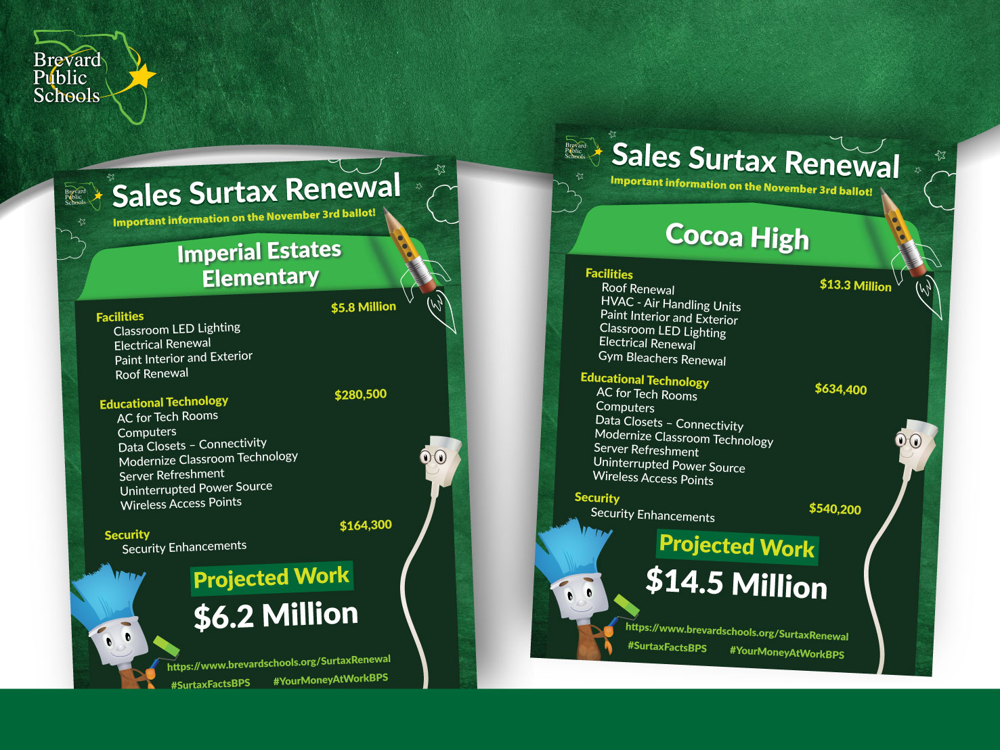 Brevard
Public
Schools
Brevard
Public
Schools
Sales Surtax Renewal
Important information on the November 3rd ballot!
Imperial Estates
Elementary
Facilities $5.8 Million
Classroom LED Lighting
Electrical Renewal
Paint Interior and Exterior
Roof Renewal
Educational Technology $280,500
AC for Tech Rooms
Computers
Data Closets – Connectivity
Modernize Classroom Technology
Server Refreshment
Uninterrupted Power Source
Wireless Access Points
Security $164,300
Security Enhancements
Projected Work
$6.2 Million
https://www.brevardschools.org/SurtaxRenewal
#SurtaxFactsBPS #YourMoneyAtWorkBPS
Brevard
Public
Schools
Sales Surtax Renewal
Important information on the November 3rd ballot!
Cocoa High
Facilities $13.3 Million
Roof Renewal
HVAC - Air Handling Units
Paint Interior and Exterior
Classroom LED Lighting
Electrical Renewal
Gym Bleachers Renewal
Educational Technology $634,400
AC for Tech Rooms
Computers
Data Closets – Connectivity
Modernize Classroom Technology
Server Refreshment
Uninterrupted Power Source
Wireless Access Points
Security $540,200
Security Enhancements
Projected Work
$14.5 Million
https://www.brevardschools.org/SurtaxRenewal
#SurtaxFactsBPS #YourMoneyAtWorkBPS